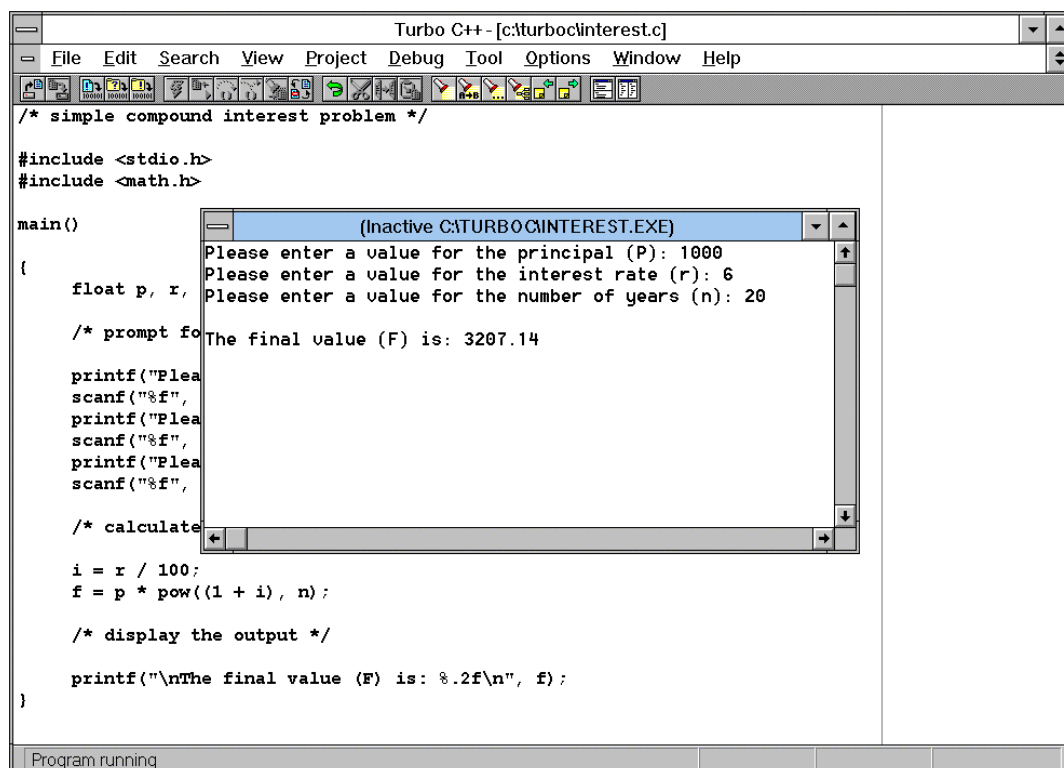 Turbo C++ - [c:\turboc\interest.c]
File Edit Search View Project Debug Tool Options Window Help
/* simple compound interest problem */
#include <stdio.h>
#include <math.h>
main()
{
float p, r,
/* prompt fo
printf("Plea
scanf("%f",
printf("Plea
scanf("%f",
printf("Plea
scanf("%f",
/* calculate
i = r / 100;
f = p * pow((1 + i), n);
/* display the output */
printf("\nThe final value (F) is: %.2f\n", f);
}
(Inactive C:\TURBOC\INTEREST.EXE)
Please enter a value for the principal (P): 1000
Please enter a value for the interest rate (r): 6
Please enter a value for the number of years (n): 20
The final value (F) is: 3207.14
Program running